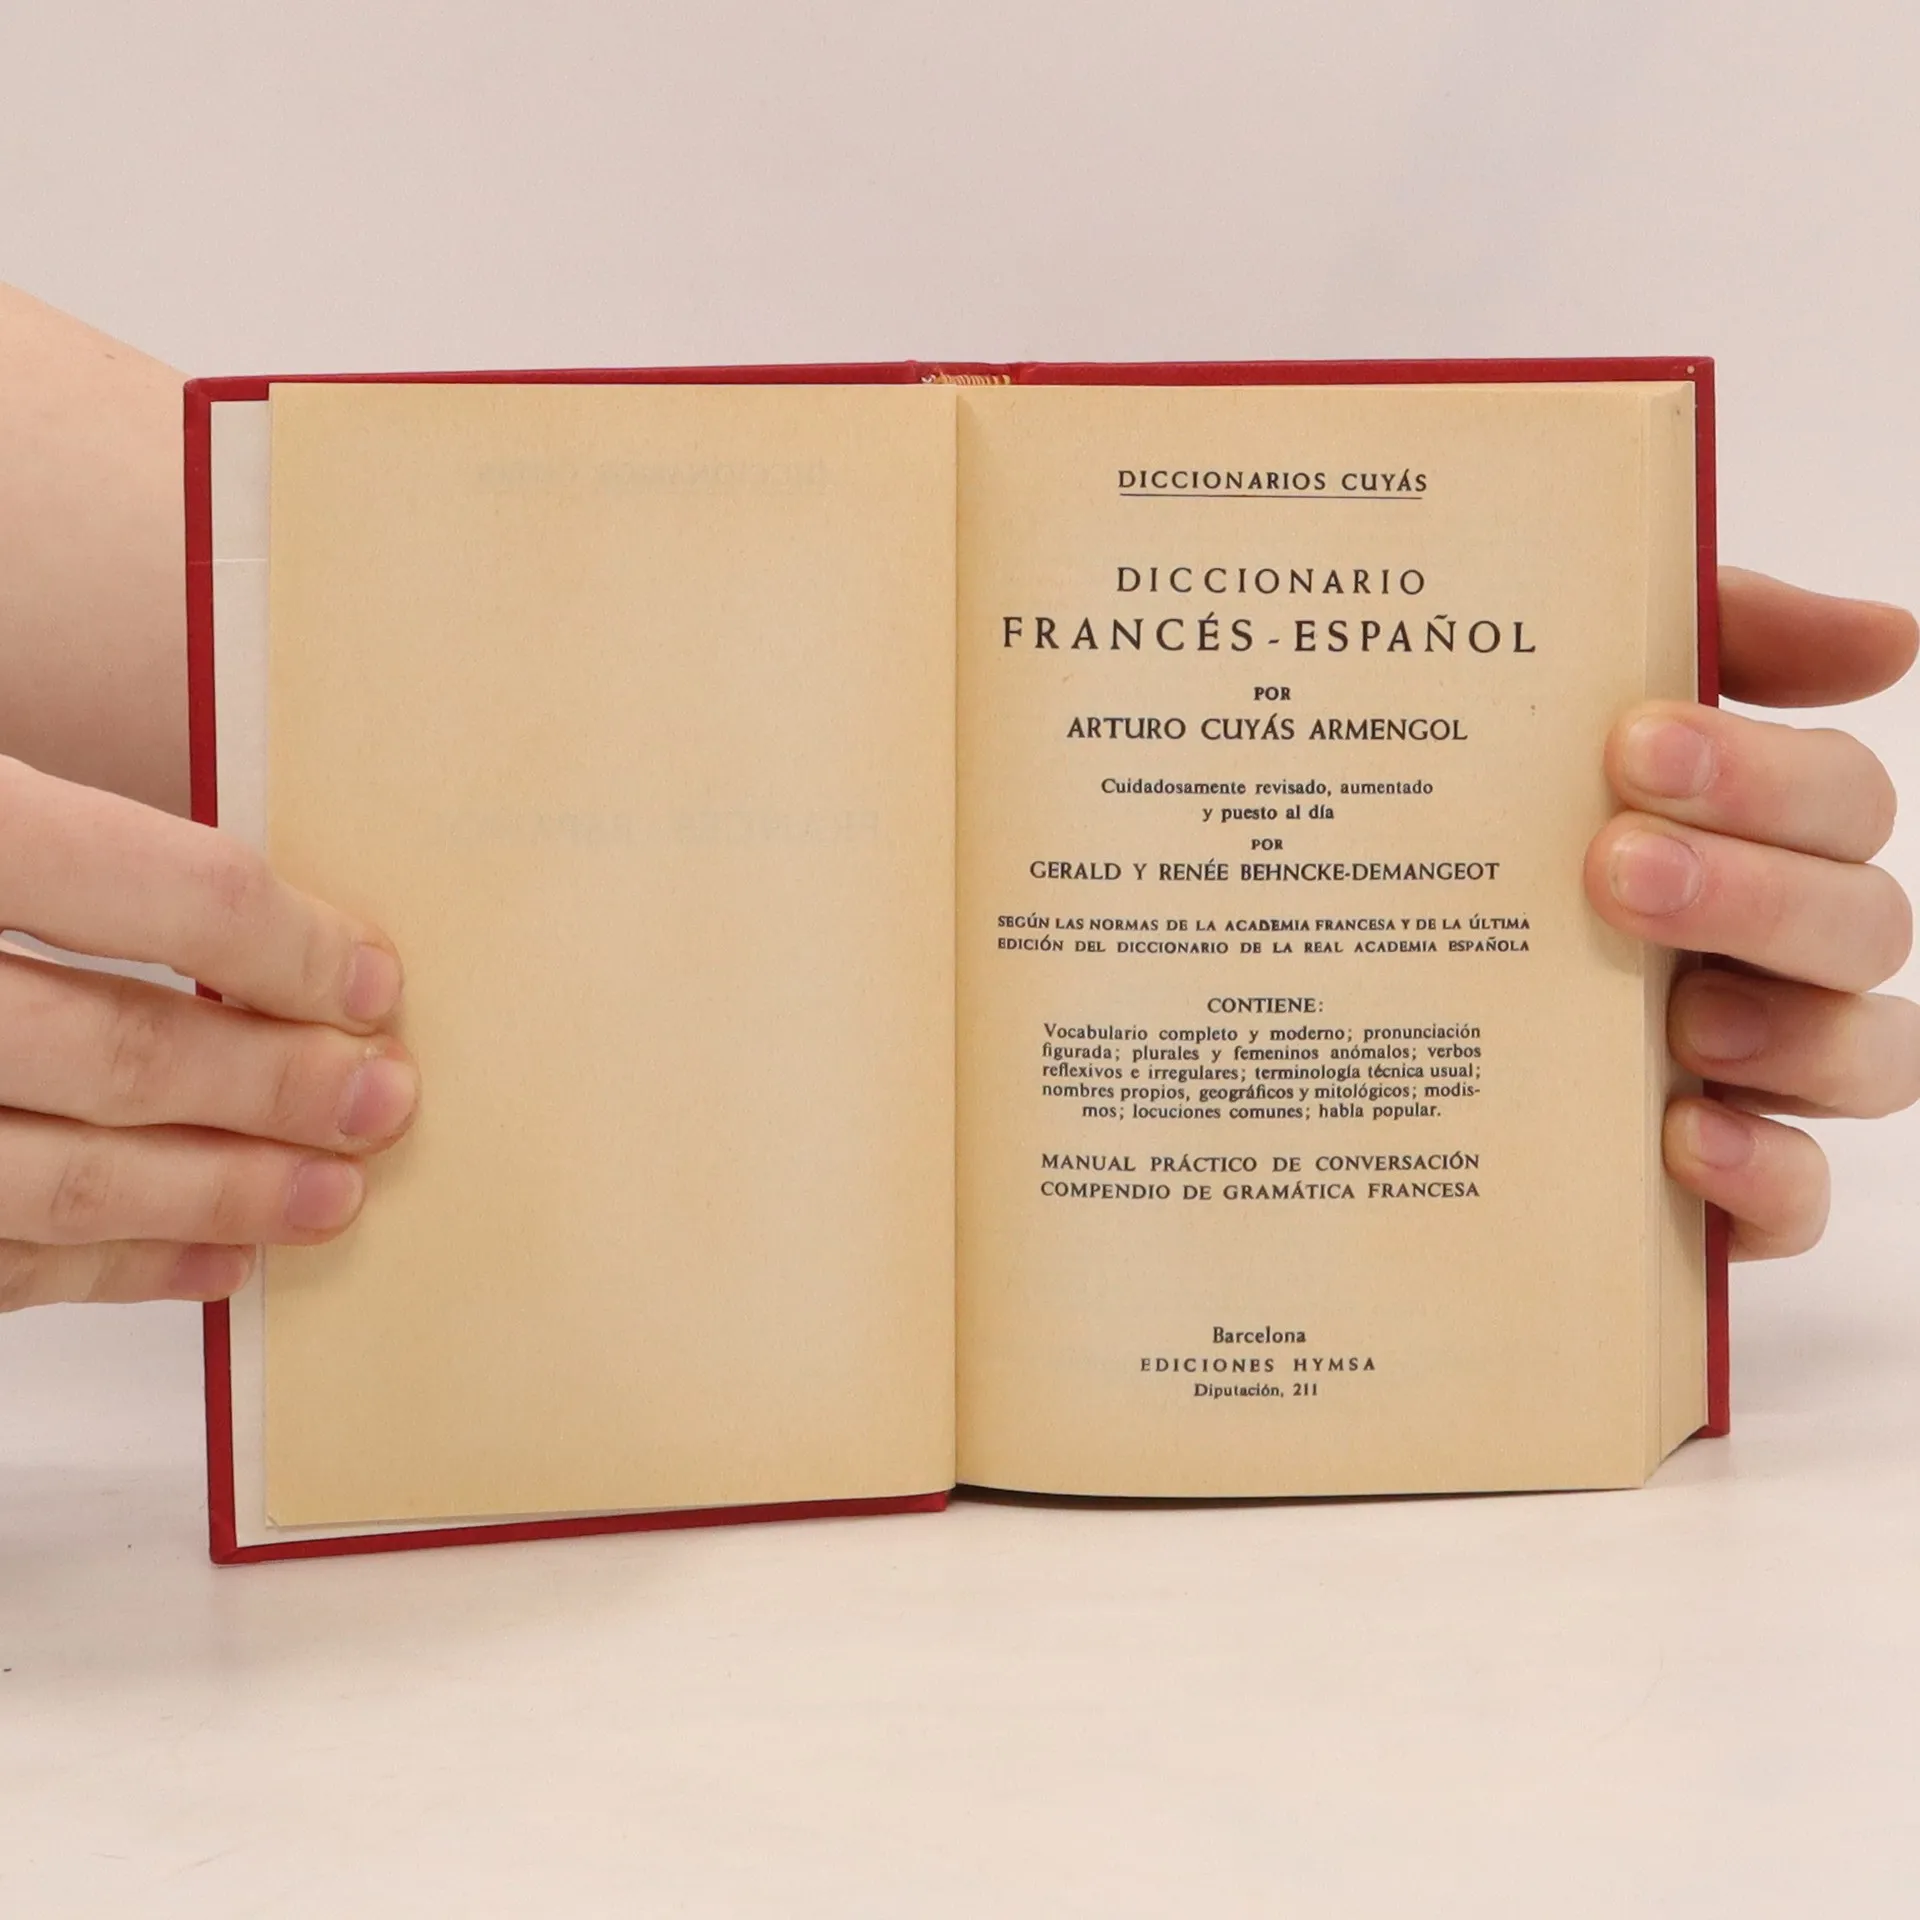 DICCIONARIOS CUYÁS
DICCIONARIO
FRANCÉS-ESPAÑOL
POR
ARTURO CUYÁS ARMENGOL
Cuidadosamente revisado, aumentado
y puesto al día
POR
GERALD Y RENÉE BEHNCKE-DEMANGEOT
SEGÚN LAS NORMAS DE LA ACADEMIA FRANCESA Y DE LA ÚLTIMA
EDICIÓN DEL DICCIONARIO DE LA REAL ACADEMIA ESPAÑOLA
CONTIENE:
Vocabulario completo y moderno; pronunciación
figurada; plurales y femeninos anómalos; verbos
reflexivos e irregulares; terminología técnica usual;
nombres propios, geográficos y mitológicos; modis-
mos; locuciones comunes; habla popular.
MANUAL PRÁCTICO DE CONVERSACIÓN
COMPENDIO DE GRAMÁTICA FRANCESA
Barcelona
EDICIONES HYMSA
Diputación, 211